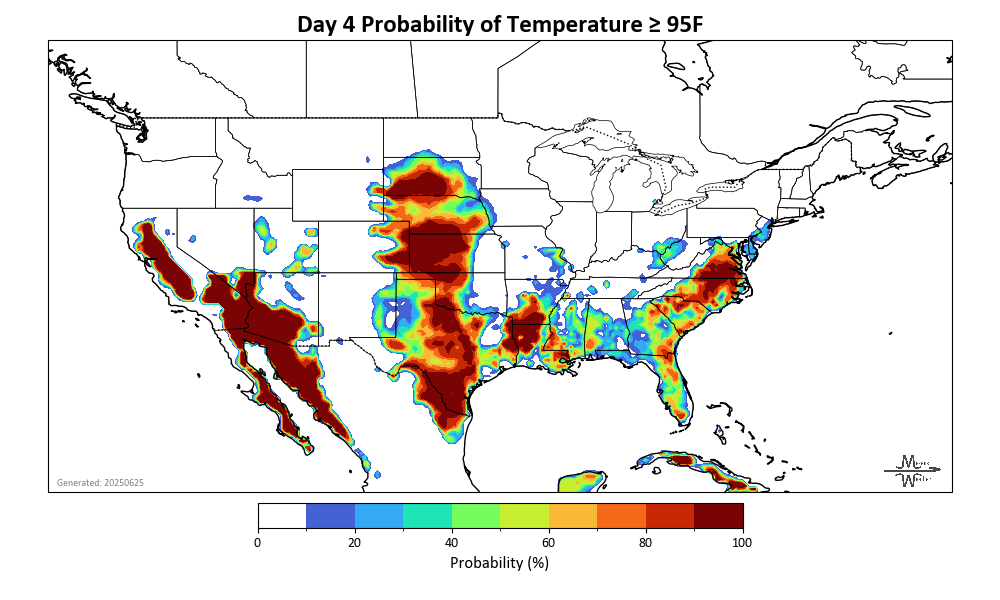 Day 4 Probability of Temperature ≥ 95F
Generated: 20250625
0 20 40 60 80 100
Probability (%)